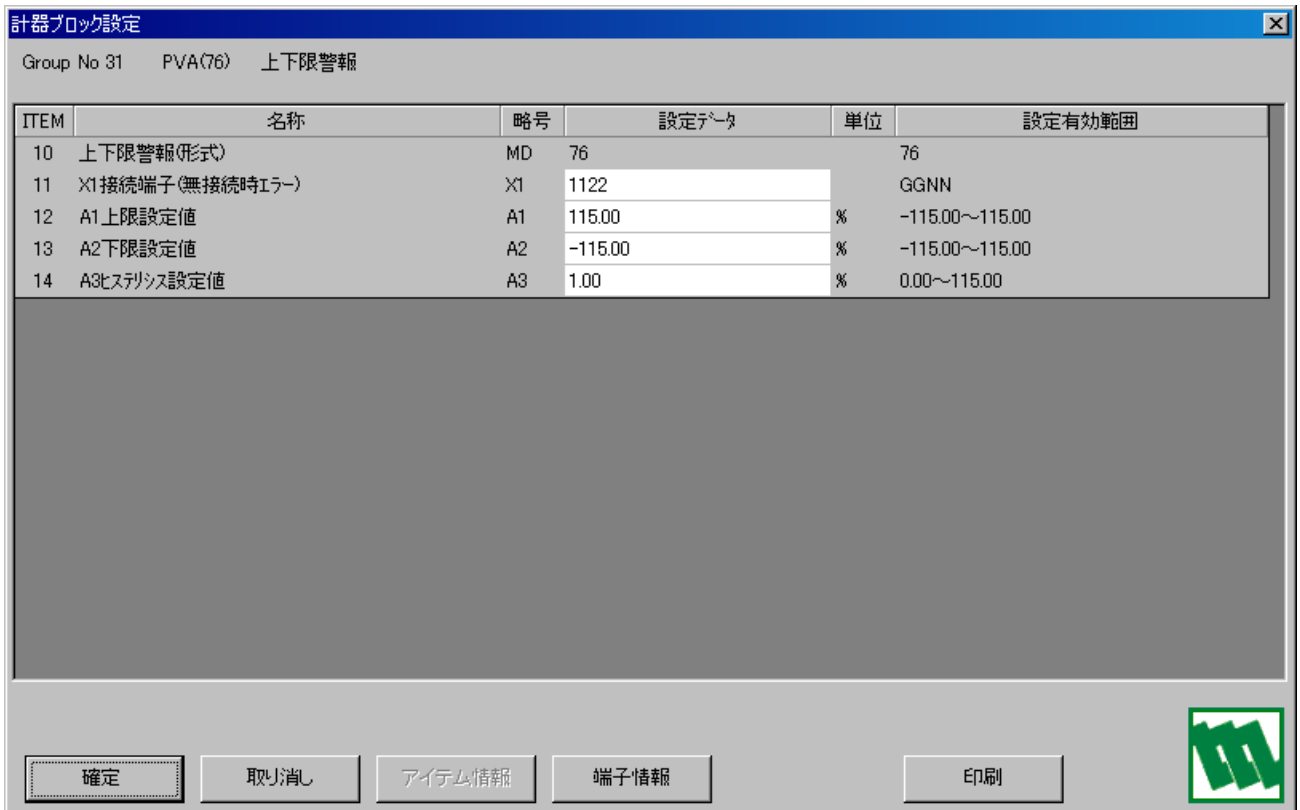 計器ブロック設定
Group No 31 PVA(76) 上下限警報
ITEM 名称 略号 設定データ 単位 設定有効範囲
10 上下限警報(形式) MD 76 76
11 X1接続端子(無接続時エラー) X1 1122 GGNN
12 A1上限設定値 A1 115.00 % -115.00～115.00
13 A2下限設定値 A2 -115.00 % -115.00～115.00
14 A3ヒステリシス設定値 A3 1.00 % 0.00～115.00
確定 取り消し アイテム情報 端子情報 印刷